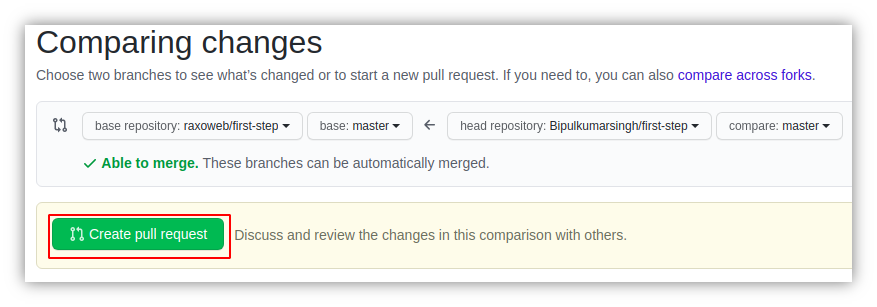 Comparing changes
Choose two branches to see what's changed or to start a new pull request. If you need to, you can also compare across forks.
base repository: raxoweb/first-step base: master head repository: Bipulkumarsingh/first-step compare: master
Able to merge. These branches can be automatically merged.
Create pull request Discuss and review the changes in this comparison with others.